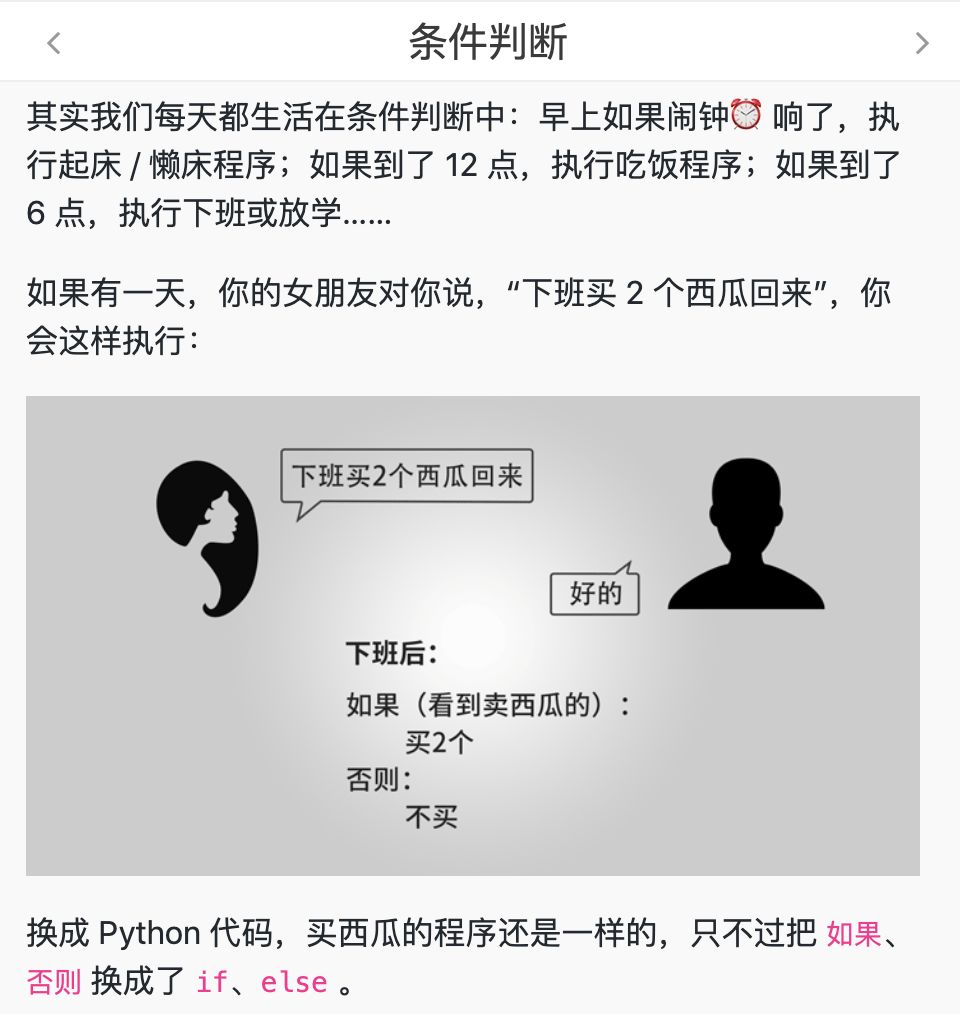 条件判断
其实我们每天都生活在条件判断中：早上如果闹钟⏰ 响了，执
行起床 / 懒床程序；如果到了 12 点，执行吃饭程序；如果到了
6 点，执行下班或放学……
如果有一天，你的女朋友对你说，“下班买 2 个西瓜回来”，你
会这样执行：
下班买2个西瓜回来
好的
下班后：
如果（看到卖西瓜的）：
买2个
否则：
不买
换成 Python 代码，买西瓜的程序还是一样的，只不过把 如果、
否则 换成了 if、else 。